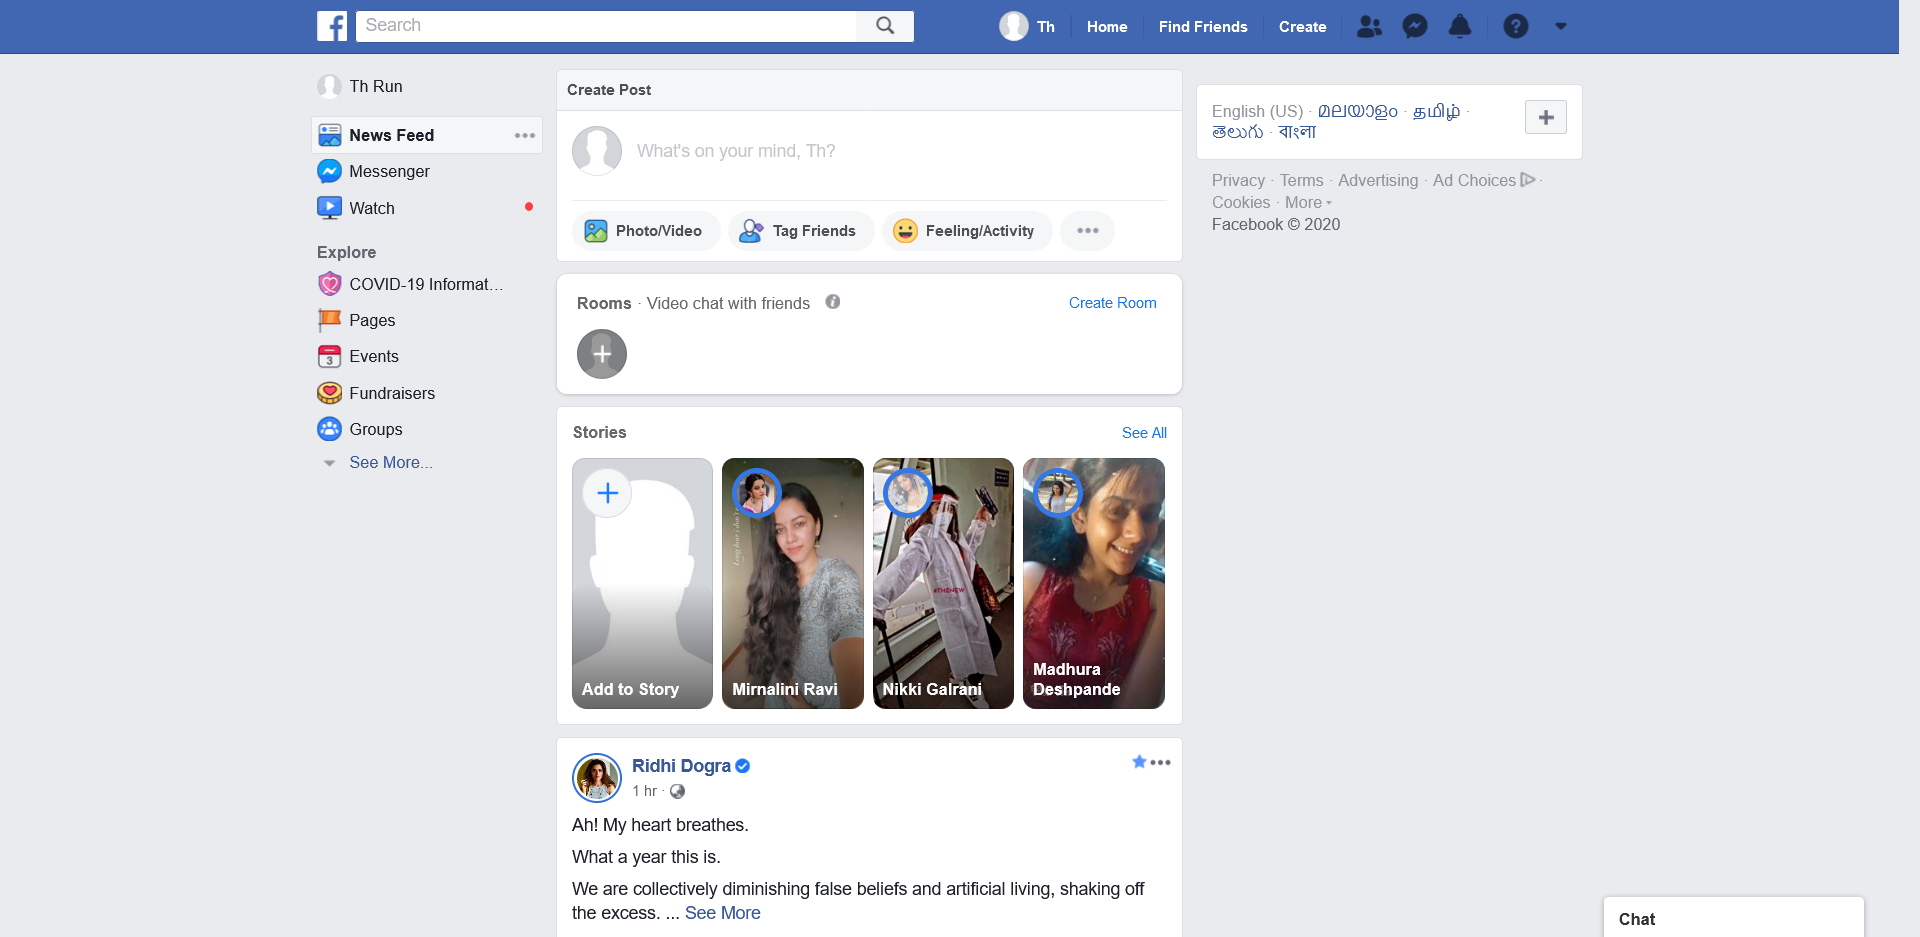 Search
Th
Home
Find Friends
Create
Th Run
News Feed
Messenger
Watch
Explore
COVID-19 Informat...
Pages
3
Events
Fundraisers
Groups
See More...
Create Post
What's on your mind, Th?
Photo/Video
Tag Friends
Feeling/Activity
Rooms · Video chat with friends
Create Room
Stories
See All
Add to Story
Mirnalini Ravi
#THENEW
Nikki Galrani
Madhura
Deshpande
Ridhi Dogra
1 hr ·
Ah! My heart breathes.
What a year this is.
We are collectively diminishing false beliefs and artificial living, shaking off
the excess. ... See More
English (US) · മലയാളം · தமிழ் ·
తెలుగు · বাংলা
Privacy · Terms · Advertising · Ad Choices ·
Cookies · More
Facebook © 2020
Chat